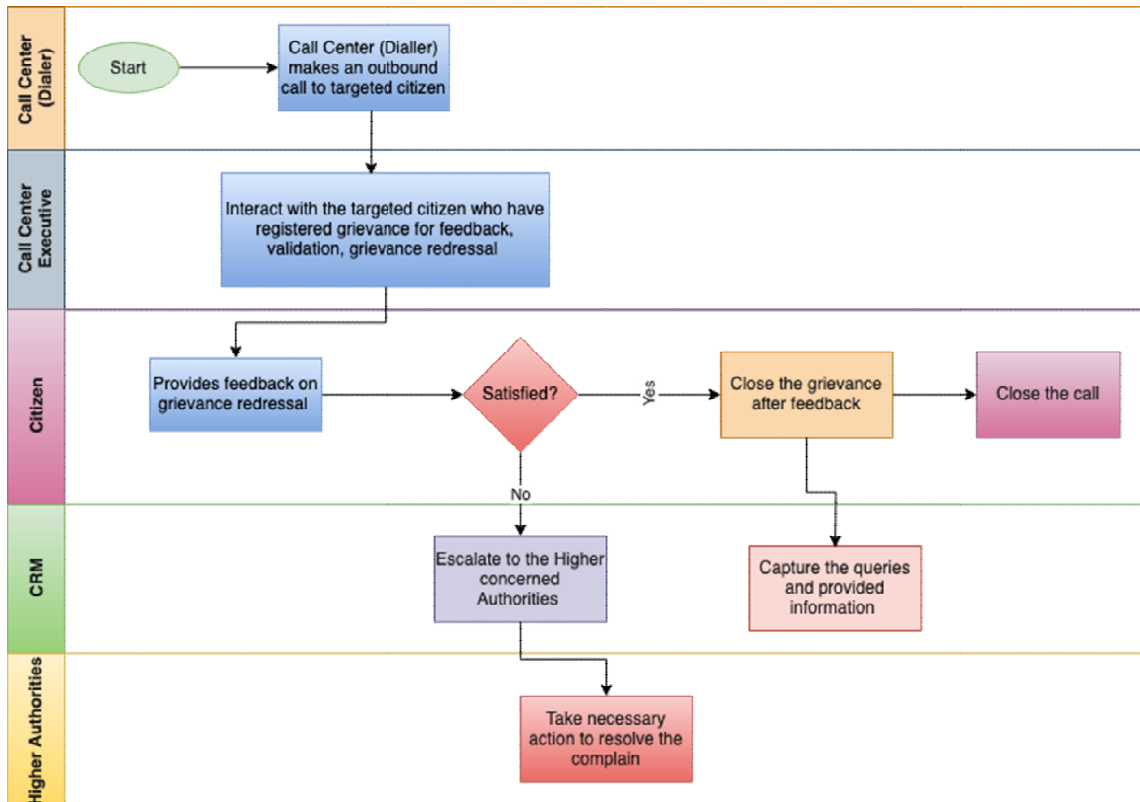 Call Center
(Dialer)
Start
Call Center (Dialler)
makes an outbound
call to targeted citizen
Call Center
Executive
Interact with the targeted citizen who have
registered grievance for feedback,
validation, grievance redressal
Citizen
Provides feedback on
grievance redressal
Satisfied?
Yes
Close the grievance
after feedback
Close the call
No
CRM
Escalate to the Higher
concerned
Authorities
Capture the queries
and provided
information
Higher Authorities
Take necessary
action to resolve the
complain